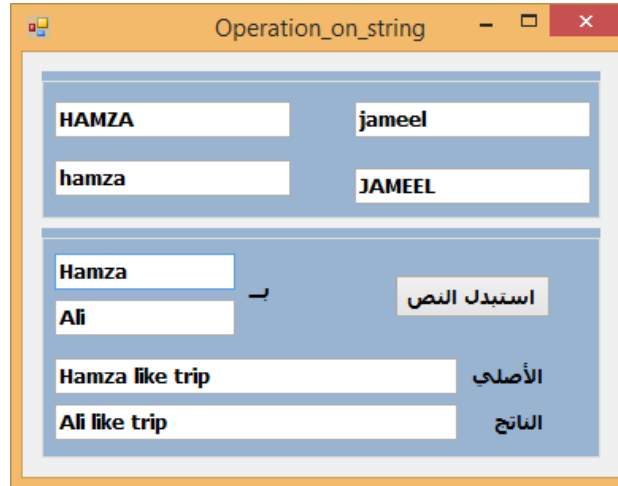 Operation_on_string
HAMZA
jameel
hamza
JAMEEL
Hamza
بـ
Ali
استبدل النص
Hamza like trip
الأصلي
Ali like trip
الناتج